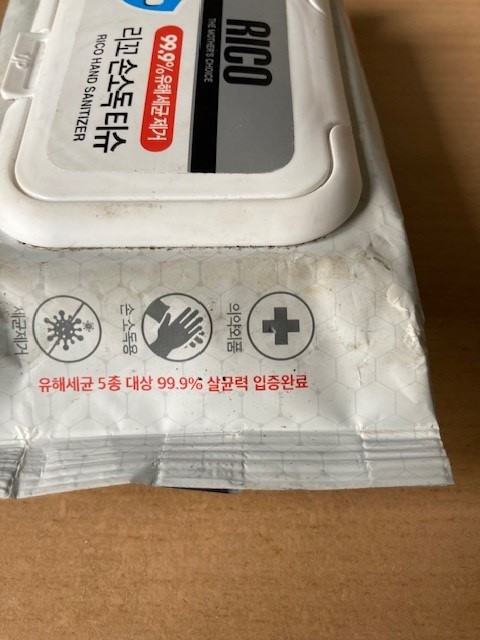 RICO
THE MOTHER'S CHOICE
99.9% 유해세균제거
리꼬 손소독 티슈
RICO HAND SANITIZER
세균제거
손 소독용
의약외품
유해세균 5종 대상 99.9% 살균력 입증완료